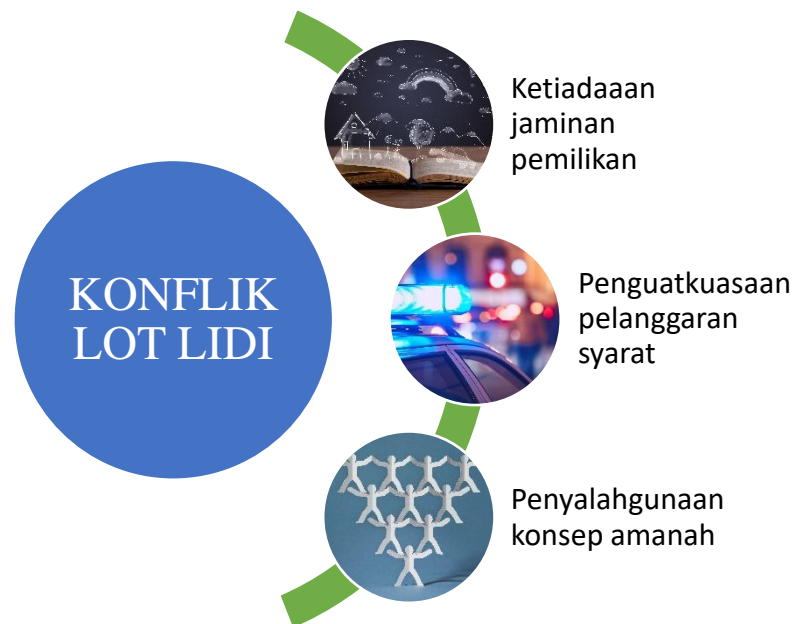 KONFLIK
LOT LIDI
Ketiadaaan
jaminan
pemilikan
Penguatkuasaan
pelanggaran
syarat
Penyalahgunaan
konsep amanah